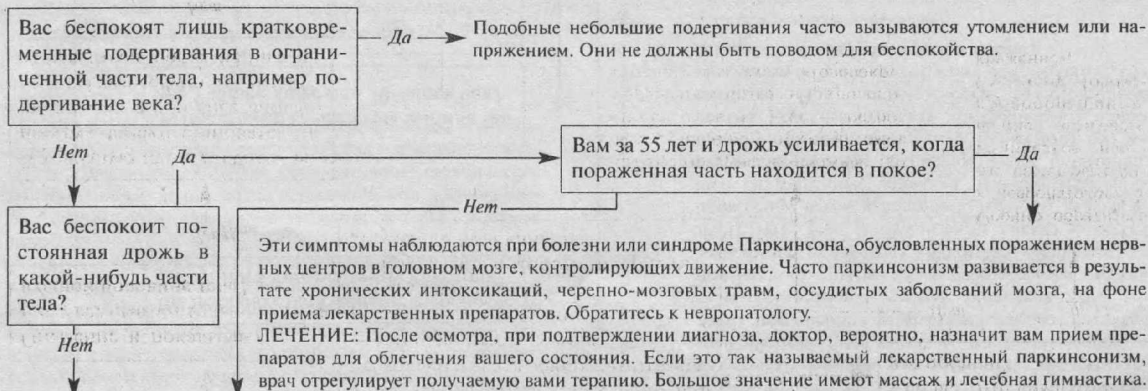 Вас беспокоят лишь кратковре-
менные подергивания в ограни-
ченной части тела, например по-
дергивание века?
Да
Подобные небольшие подергивания часто вызываются утомлением или на-
пряжением. Они не должны быть поводом для беспокойства.
Нет
Да
Вам за 55 лет и дрожь усиливается, когда
пораженная часть находится в покое?
Да
Нет
Вас беспокоит по-
стоянная дрожь в
какой-нибудь части
тела?
Нет
Эти симптомы наблюдаются при болезни или синдроме Паркинсона, обусловленных поражением нерв-
ных центров в головном мозге, контролирующих движение. Часто паркинсонизм развивается в резуль-
тате хронических интоксикаций, черепно-мозговых травм, сосудистых заболеваний мозга, на фоне
приема лекарственных препаратов. Обратитесь к невропатологу.
ЛЕЧЕНИЕ: После осмотра, при подтверждении диагноза, доктор, вероятно, назначит вам прием пре-
паратов для облегчения вашего состояния. Если это так называемый лекарственный паркинсонизм,
врач отрегулирует получаемую вами терапию. Большое значение имеют массаж и лечебная гимнастика.